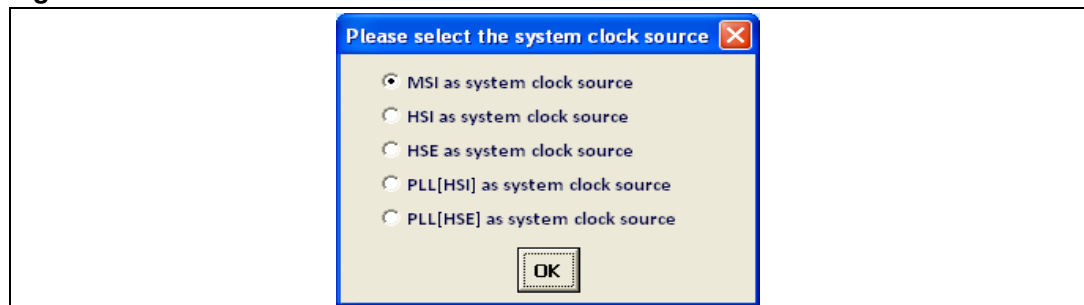 Please select the system clock source
MSI as system clock source
HSI as system clock source
HSE as system clock source
PLL[HSI] as system clock source
PLL[HSE] as system clock source
OK